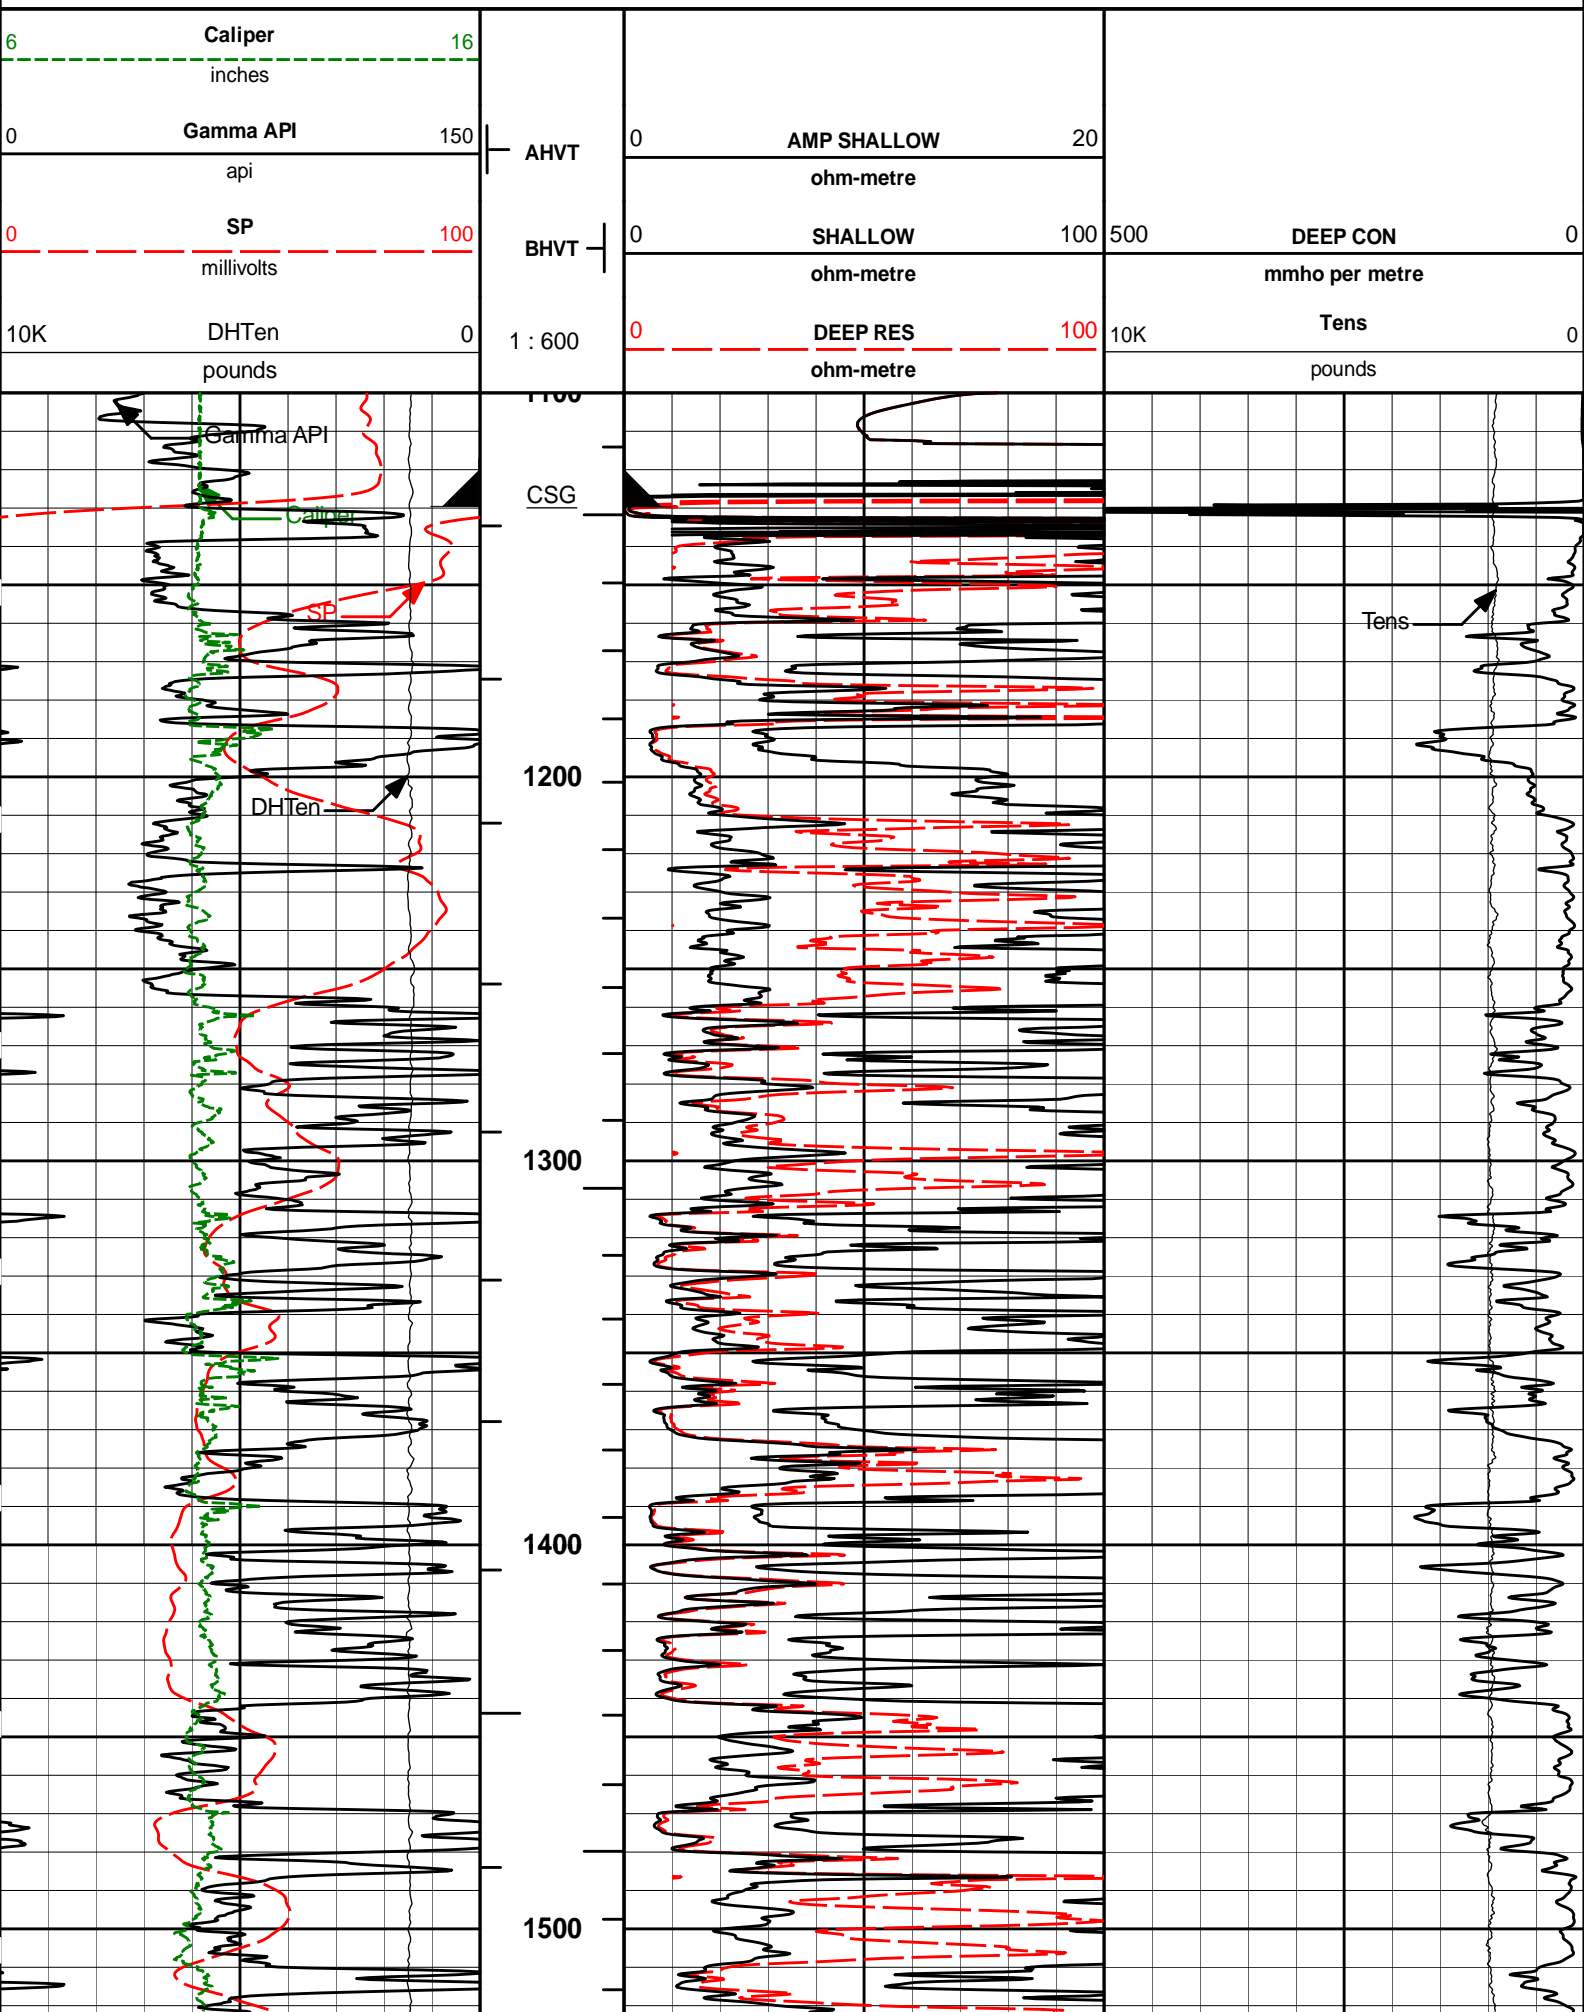 Caliper
6 16
inches
0 Gamma API 150
api
SP
0 100
millivolts
10K DHTen 0
pounds
AHVT
BHVT
1 : 600
0 AMP SHALLOW 20
ohm-metre
0 SHALLOW 100
ohm-metre
0 DEEP RES 100
ohm-metre
500 DEEP CON 0
mmho per metre
Tens
10K 0
pounds
1100
Gamma API
CSG
Caliper
SP
Tens
1200
DHTen
1300
1400
1500